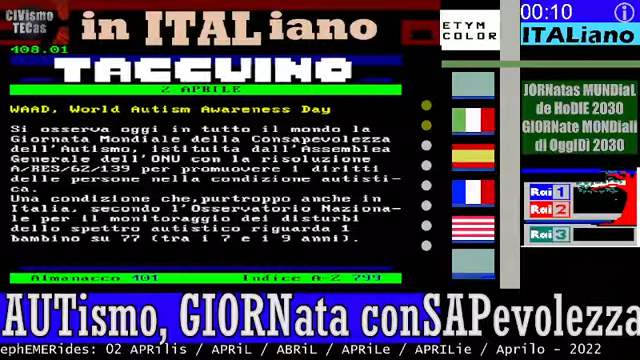 CIVismo
TECas
in ITALiano
408.01
TACCUINO
2 APRILE
WAAD, World Autism Awareness Day
Si osserva oggi in tutto il mondo la
Giornata Mondiale della Consapevolezza
dell'Autismo, istituita dall'Assemblea
Generale dell'ONU con la risoluzione
A/RES/62/139 per promuovere i diritti
delle persone nella condizione autisti-
ca.
Una condizione che,purtroppo anche in
Italia, secondo l'Osservatorio Naziona-
le per il monitoraggio dei disturbi
dello spettro autistico riguarda 1
bambino su 77 (tra i 7 e i 9 anni).
Almanacco 401
Indice A-Z 799
ETYM
COLOR
00:10
ITALiano
JORNatas MUNDiaL
de HoDIE 2030
GIORNate MONDiali
di OggiDì 2030
Rai 1
Rai 2
Rai 3
AUTismo, GIORNata conSAPevolezza
ephEMERides: 02 APRilis / APRiL / ABRiL / APRiLe / APRILie / Aprilo - 2022